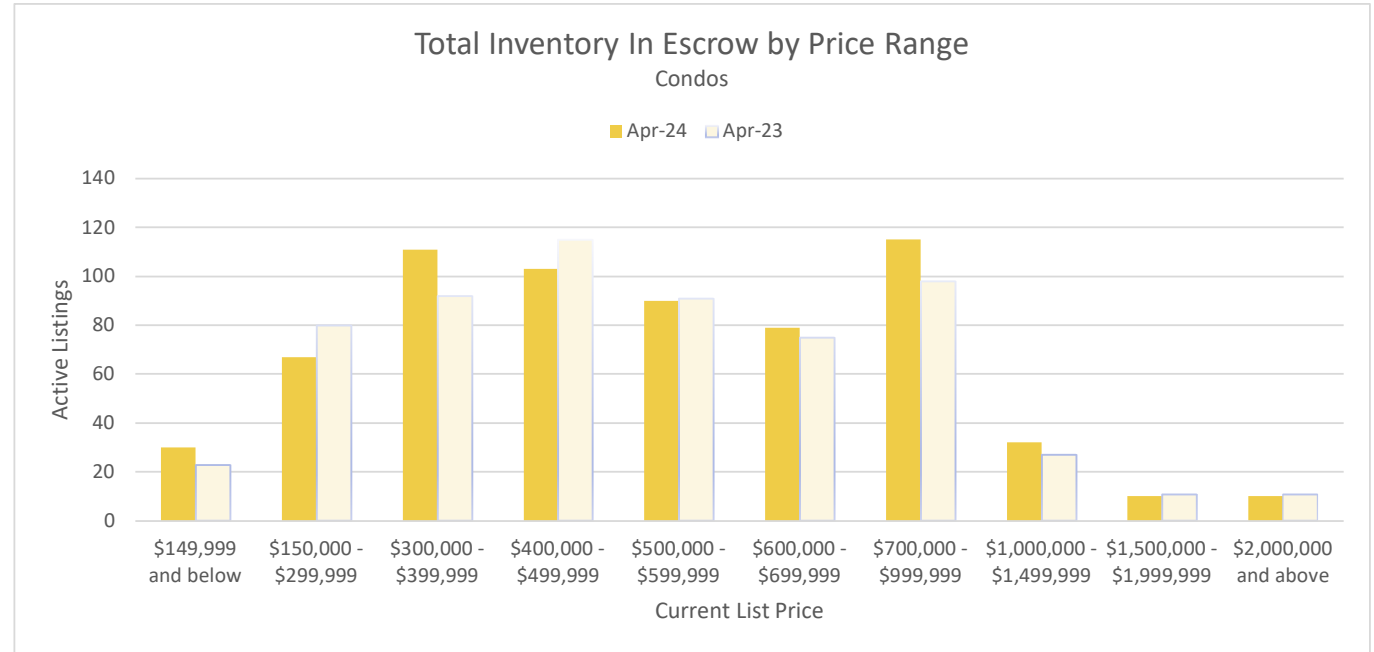 Total Inventory In Escrow by Price Range
Condos
Apr-24 Apr-23
140
120
100
80
60
40
20
0
Active Listings
$149,999 and below
$150,000 - $299,999
$300,000 - $399,999
$400,000 - $499,999
$500,000 - $599,999
$600,000 - $699,999
$700,000 - $999,999
$1,000,000 - $1,499,999
$1,500,000 - $1,999,999
$2,000,000 and above
Current List Price